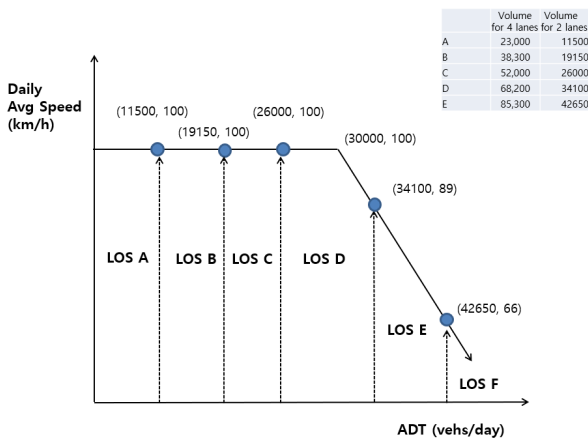 Volume Volume
for 4 lanes for 2 lanes
A 23,000 11500
B 38,300 19150
C 52,000 26000
D 68,200 34100
E 85,300 42650
Daily
Avg Speed
(km/h)
(11500, 100)
(19150, 100)
(26000, 100)
(30000, 100)
(34100, 89)
(42650, 66)
LOS A
LOS B
LOS C
LOS D
LOS E
LOS F
ADT (vehs/day)